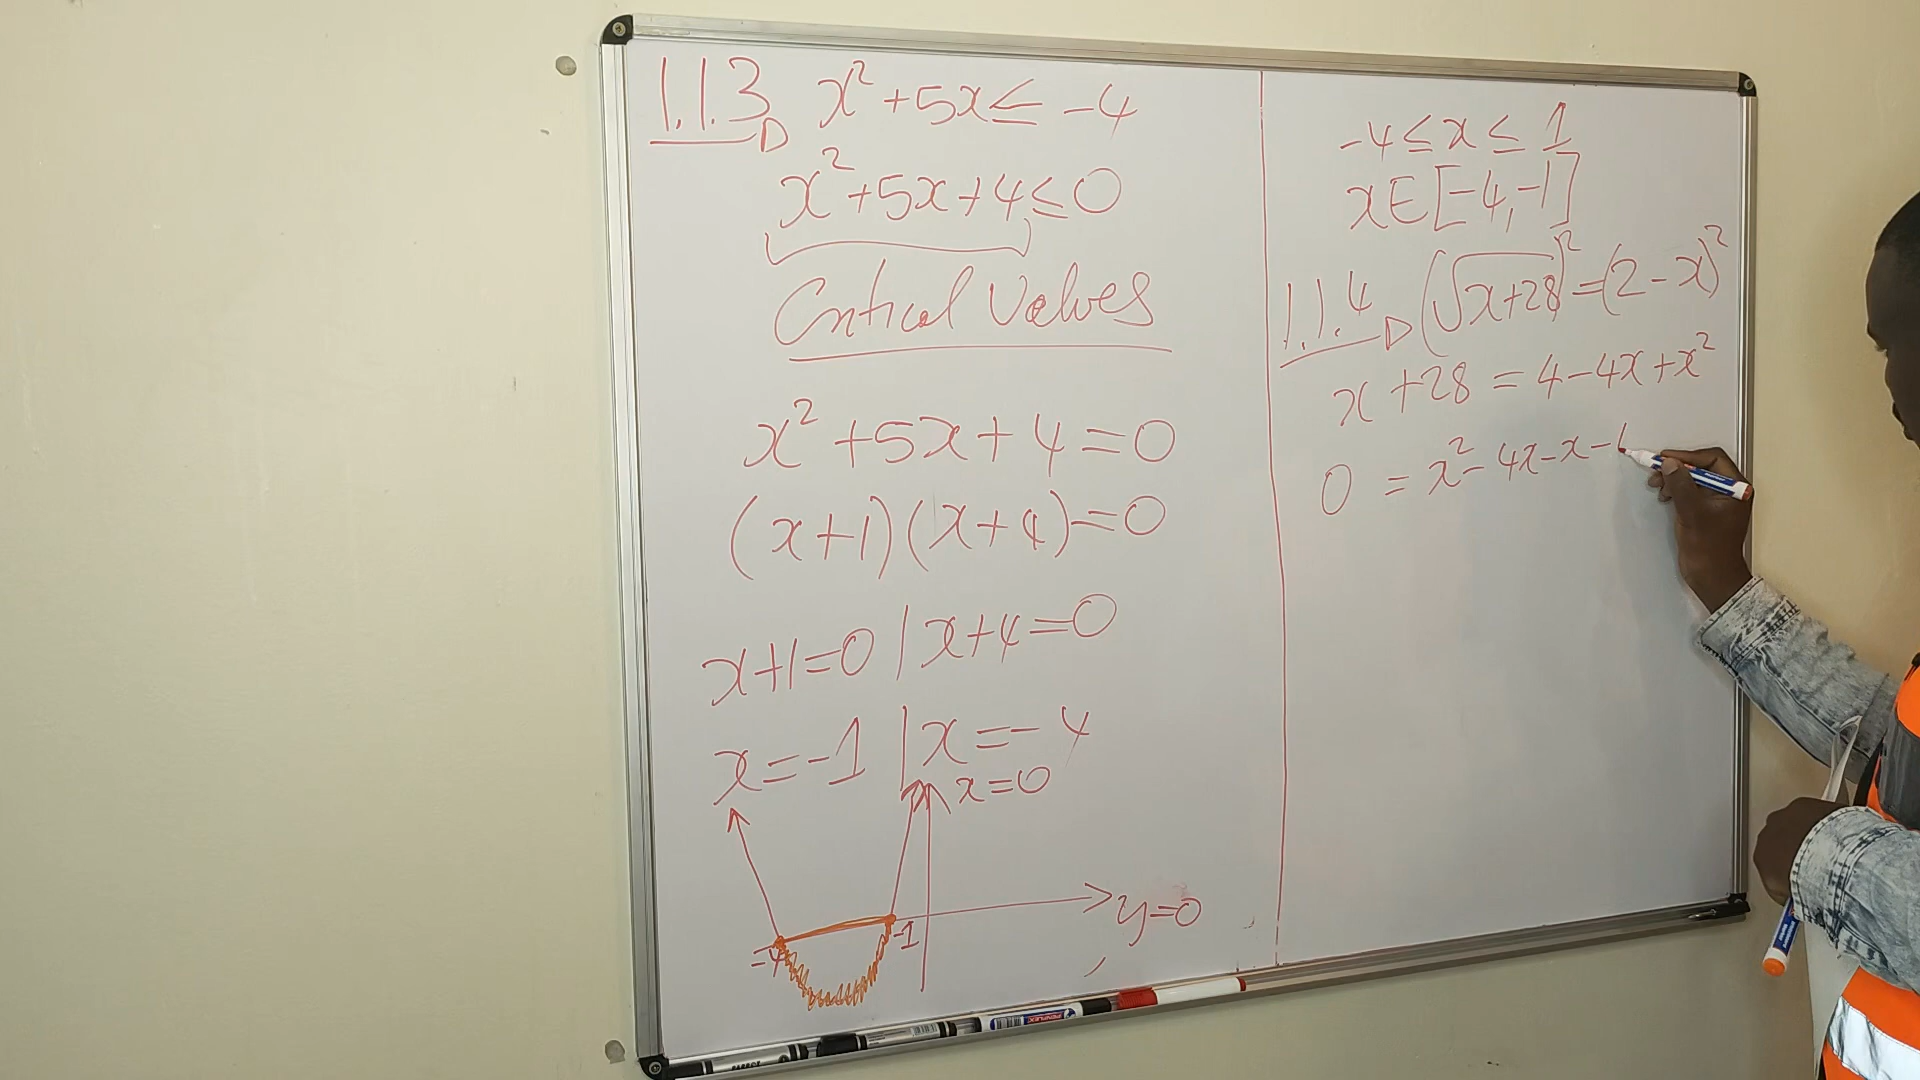 1.1.3 x² + 5x ≤ -4
x² + 5x + 4 ≤ 0
Critical Valves
x² + 5x + 4 = 0
(x+1)(x+4) = 0
x+1=0 | x+4=0
x=-1 | x=-4
x=0
y=0
-4
-1
-4 ≤ x ≤ 1
x E [-4, -1]
1.1.4 (√x+28)² = (2-x)²
x + 28 = 4 - 4x + x²
0 = x² - 4x - x -
PENFLEX